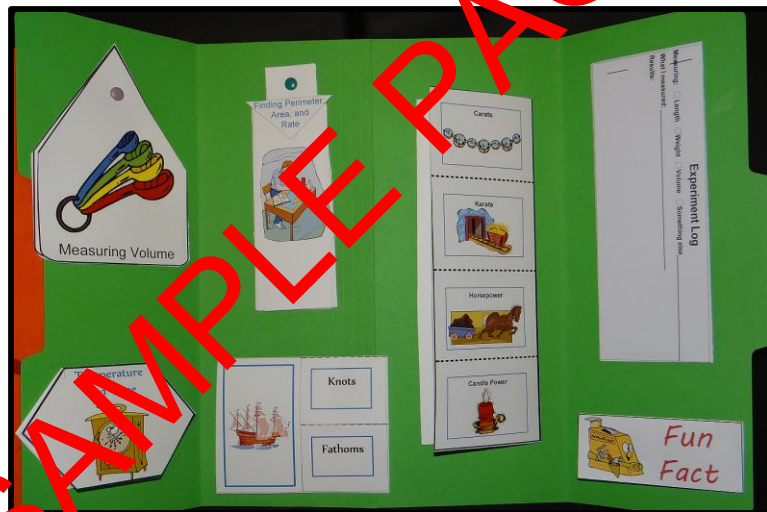 SAMPLE PAGE
Measuring Volume
Finding Perimeter,
Area, and
Rate
Carats
Karats
Horsepower
Candle Power
Experiment Log
Measuring: □ Length □ Weight □ Volume □ Something else
What I measured:
Results:
Temperature
Knots
Fathoms
Fun
Fact